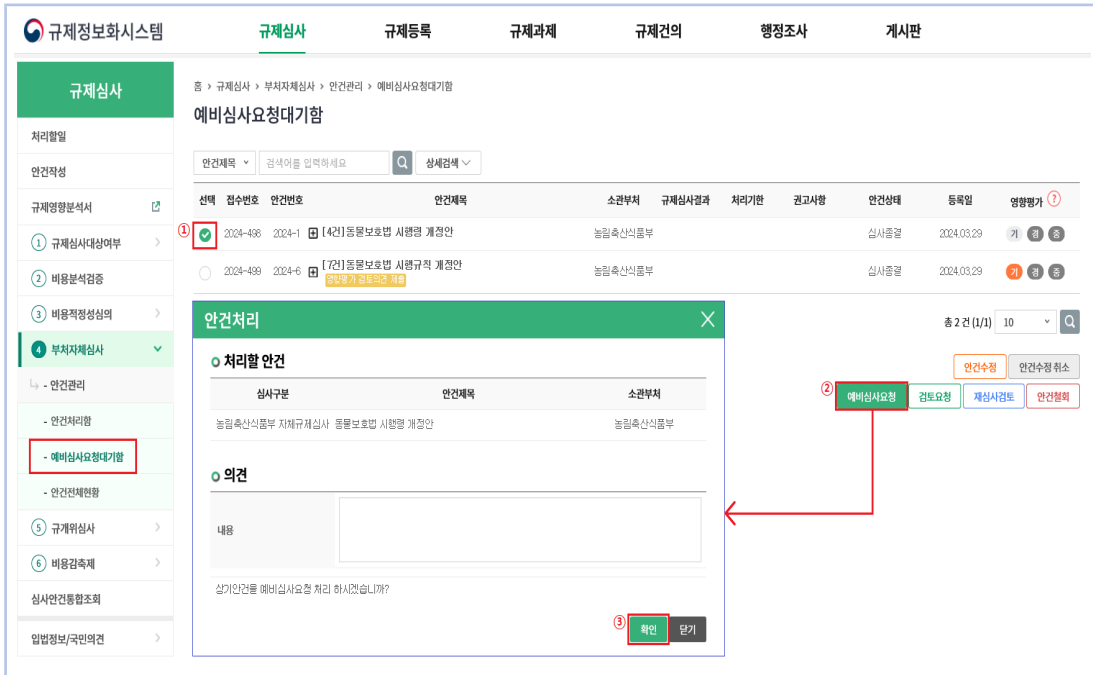 규제정보화시스템
규제심사 규제등록 규제과제 규제건의 행정조사 게시판
규제심사
처리할일
안건작성
규제영향분석서
1 규제심사대상여부
2 비용분석검증
3 비용적정성심의
4 부처자체심사
- 안건관리
- 안건처리함
- 예비심사요청대기함
- 안건전체현황
5 규개위심사
6 비용감축제
심사안건통합조회
입법정보/국민의견
홈 > 규제심사 > 부처자체심사 > 안건관리 > 예비심사요청대기함
예비심사요청대기함
안건제목 검색어를 입력하세요 상세검색
선택 접수번호 안건번호 안건제목 소관부처 규제심사결과 처리기한 권고사항 안건상태 등록일 영향평가 ?
① 2024-498 2024-1 [4건]동물보호법 시행령 개정안 농림축산식품부 심사종결 2024.03.29 기 경 중
2024-499 2024-6 [7건]동물보호법 시행규칙 개정안 농림축산식품부 심사종결 2024.03.29 기 경 중
영향평가 검토의견 제출
총 2 건 (1/1) 10
안건수정 안건수정 취소
② 예비심사요청 검토요청 재심사검토 안건철회
안건처리 X
처리할 안건
심사구분 안건제목 소관부처
농림축산식품부 자체규제심사 동물보호법 시행령 개정안 농림축산식품부
의견
내용
상기안건을 예비심사요청 처리 하시겠습니까?
③ 확인 닫기